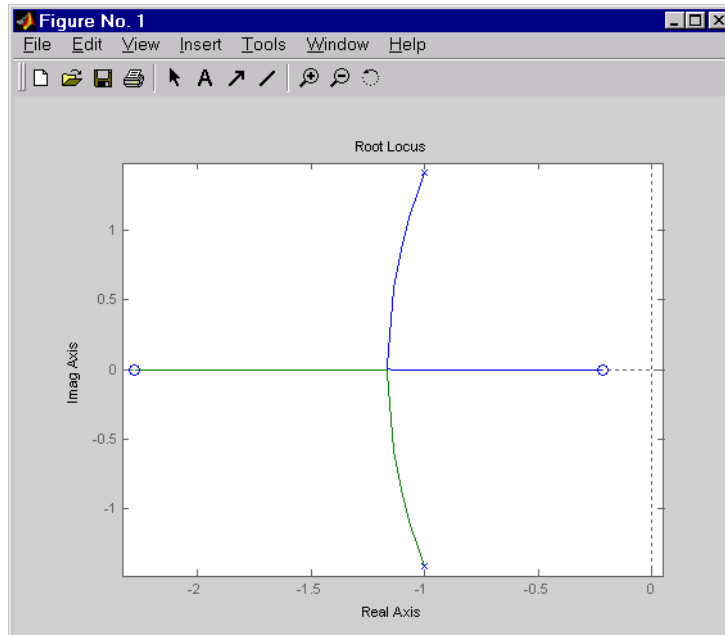 Figure No. 1
File Edit View Insert Tools Window Help
A
Root Locus
1
0.5
0
-0.5
-1
Imag Axis
-2 -1.5 -1 -0.5 0
Real Axis